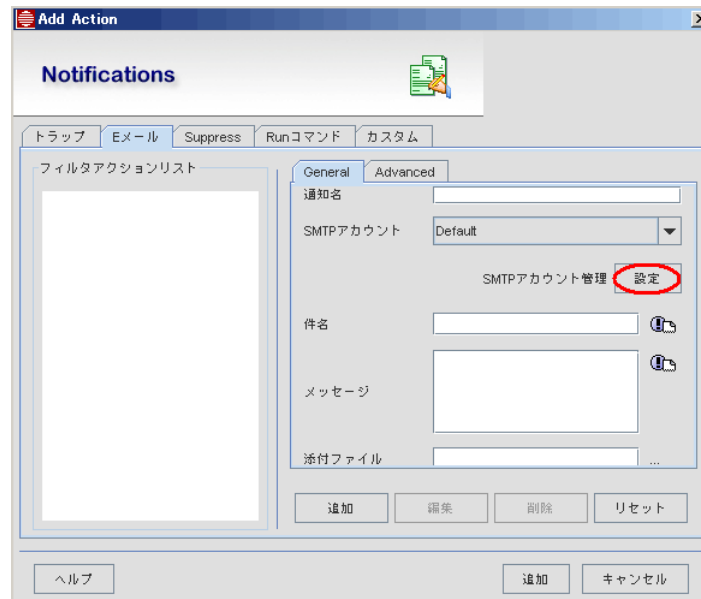 Add Action
Notifications
トラップ Eメール Suppress Runコマンド カスタム
フィルタアクションリスト
General Advanced
通知名
SMTPアカウント Default
SMTPアカウント管理 設定
件名
メッセージ
添付ファイル ...
追加 編集 削除 リセット
ヘルプ 追加 キャンセル